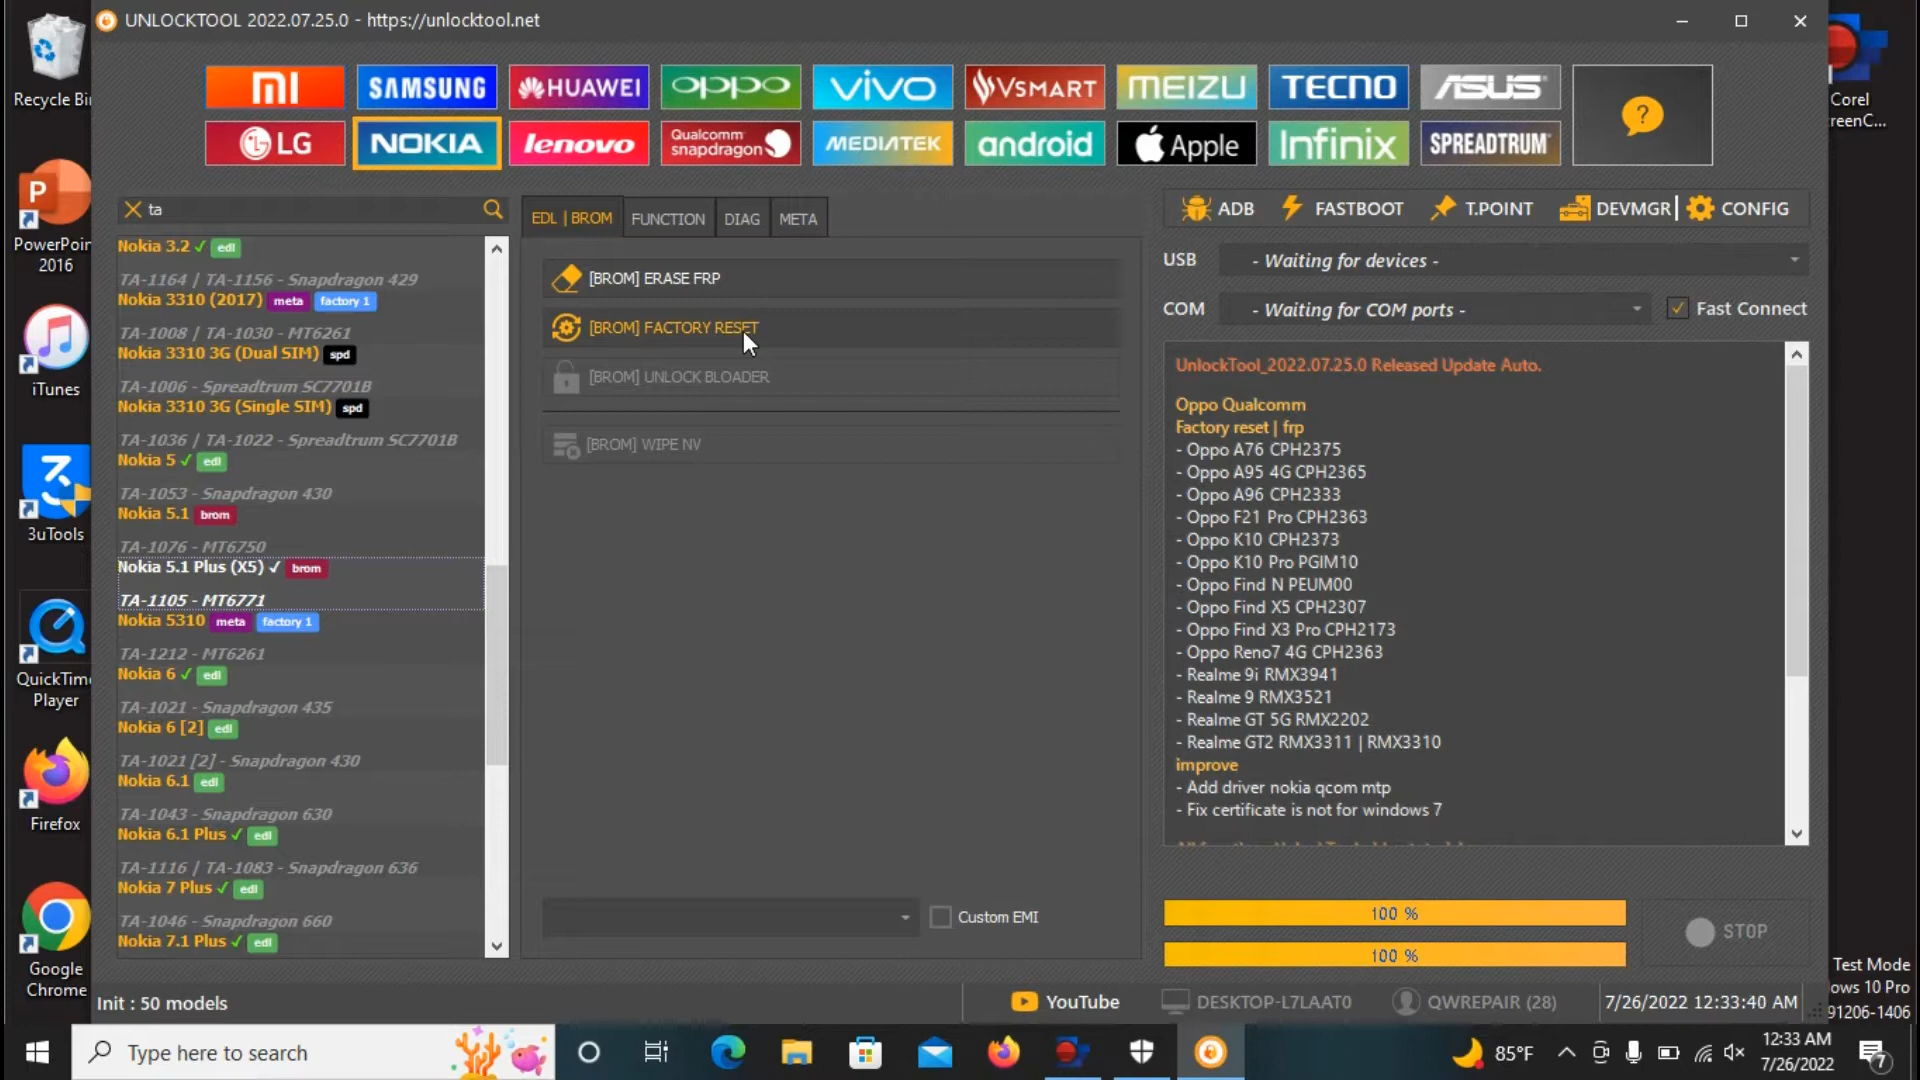 UNLOCKTOOL 2022.07.25.0 - https://unlocktool.net
mi
SAMSUNG
HUAWEI
oppo
vivo
VSMART
MEIZU
TECNO
ASUS
?
LG
NOKIA
lenovo
Qualcomm snapdragon
MEDIATEK
android
Apple
Infinix
SPREADTRUM
ta
Nokia 3.2 ✓ edl
TA-1164 / TA-1156 - Snapdragon 429
Nokia 3310 (2017) meta factory 1
TA-1008 / TA-1030 - MT6261
Nokia 3310 3G (Dual SIM) spd
TA-1006 - Spreadtrum SC7701B
Nokia 3310 3G (Single SIM) spd
TA-1036 / TA-1022 - Spreadtrum SC7701B
Nokia 5 ✓ edl
TA-1053 - Snapdragon 430
Nokia 5.1 brom
TA-1076 - MT6750
Nokia 5.1 Plus (X5) ✓ brom
TA-1105 - MT6771
Nokia 5310 meta factory 1
TA-1212 - MT6261
Nokia 6 ✓ edl
TA-1021 - Snapdragon 435
Nokia 6 [2] edl
TA-1021 [2] - Snapdragon 430
Nokia 6.1 edl
TA-1043 - Snapdragon 630
Nokia 6.1 Plus ✓ edl
TA-1116 / TA-1083 - Snapdragon 636
Nokia 7 Plus ✓ edl
TA-1046 - Snapdragon 660
Nokia 7.1 Plus ✓ edl
EDL | BROM FUNCTION DIAG META
[BROM] ERASE FRP
[BROM] FACTORY RESET
[BROM] UNLOCK BLOADER
[BROM] WIPE NV
Custom EMI
ADB FASTBOOT T.POINT DEVMGR CONFIG
USB - Waiting for devices -
COM - Waiting for COM ports - Fast Connect
UnlockTool_2022.07.25.0 Released Update Auto.
Oppo Qualcomm
Factory reset | frp
- Oppo A76 CPH2375
- Oppo A95 4G CPH2365
- Oppo A96 CPH2333
- Oppo F21 Pro CPH2363
- Oppo K10 CPH2373
- Oppo K10 Pro PGIM10
- Oppo Find N PEUM00
- Oppo Find X5 CPH2307
- Oppo Find X3 Pro CPH2173
- Oppo Reno7 4G CPH2363
- Realme 9i RMX3941
- Realme 9 RMX3521
- Realme GT 5G RMX2202
- Realme GT2 RMX3311 | RMX3310
improve
- Add driver nokia qcom mtp
- Fix certificate is not for windows 7
100 %
100 %
STOP
Init : 50 models
YouTube
DESKTOP-L7LAAT0
QWREPAIR (28)
7/26/2022 12:33:40 AM
Recycle Bi
P
PowerPoin
2016
iTunes
3
3uTools
QuickTim
Player
Firefox
Google
Chrome
Corel
reenC...
Test Mode
ows 10 Pro
91206-1406
Type here to search
85°F
12:33 AM
7/26/2022
7